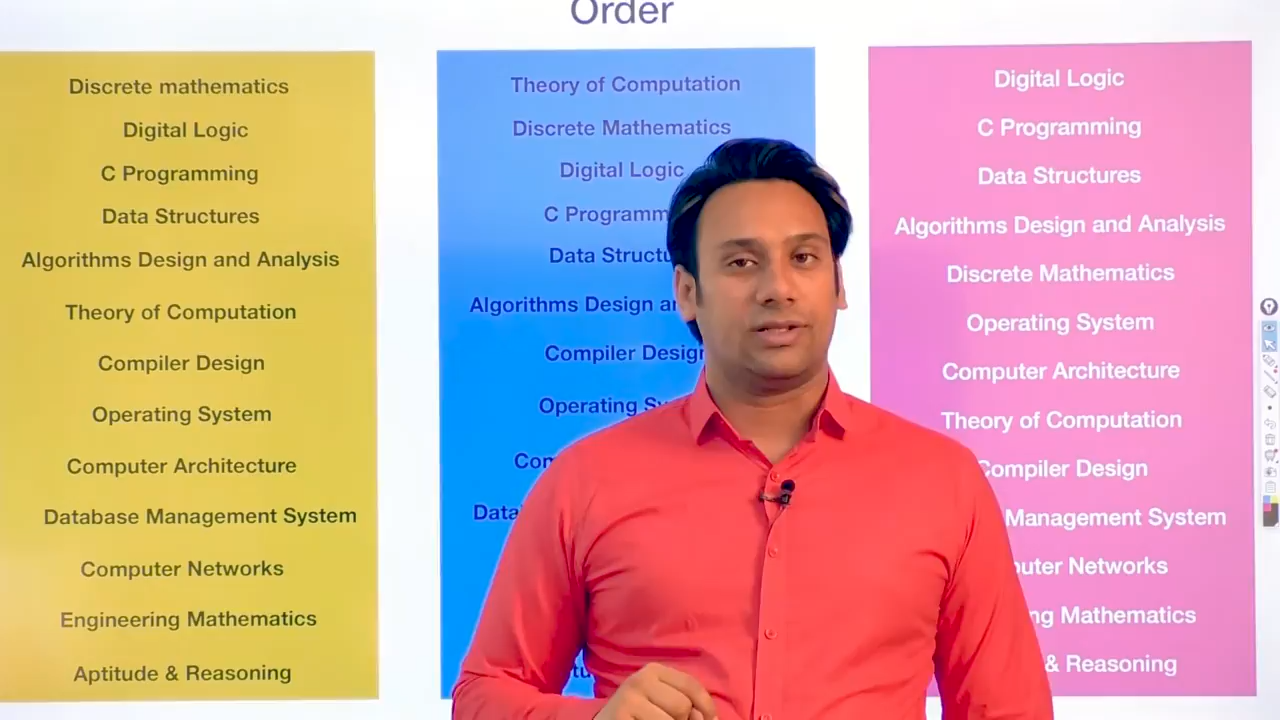 Order
Discrete mathematics
Digital Logic
C Programming
Data Structures
Algorithms Design and Analysis
Theory of Computation
Compiler Design
Operating System
Computer Architecture
Database Management System
Computer Networks
Engineering Mathematics
Aptitude & Reasoning
Theory of Computation
Discrete Mathematics
Digital Logic
C
Data
Algorithms Design
Compiler
Operating
Digital Logic
C Programming
Data Structures
Algorithms Design and Analysis
Discrete Mathematics
Operating System
Computer Architecture
Theory of Computation
Compiler Design
Management System
Networks
Mathematics
& Reasoning